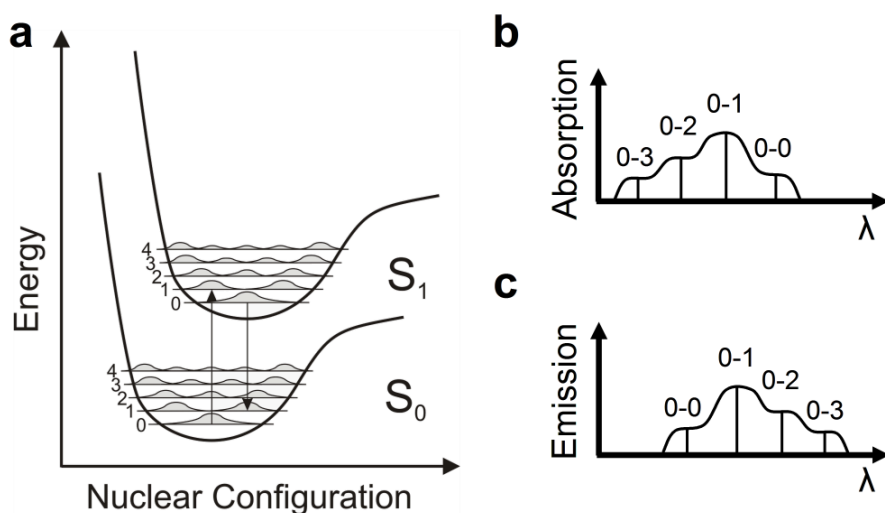 a
Energy
4
3
2
1
0
S1
4
3
2
1
0
S0
Nuclear Configuration
b
Absorption
0-3
0-2
0-1
0-0
λ
c
Emission
0-0
0-1
0-2
0-3
λ